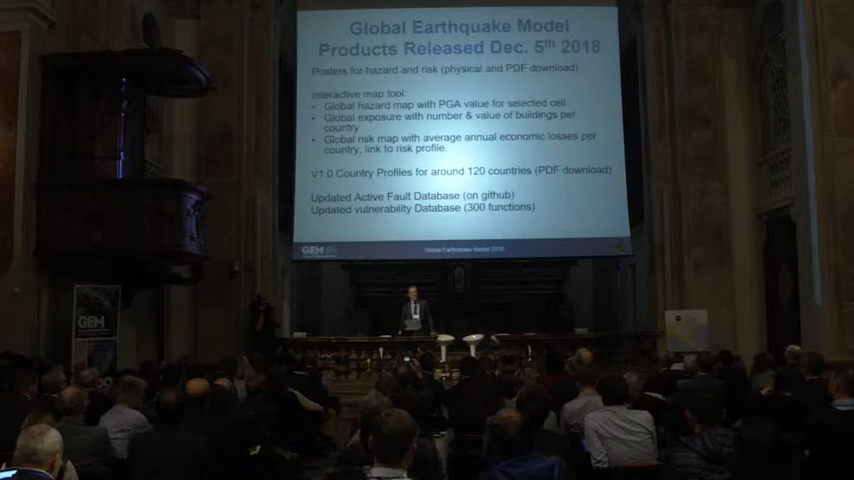 Global Earthquake Model
Products Released Dec. 5th 2018
Posters for hazard and risk (physical and PDF download)
Interactive map tool:
• Global hazard map with PGA value for selected cell
• Global exposure with number & value of buildings per
country
• Global risk map with average annual economic losses per
country, link to risk profile
V1.0 Country Profiles for around 120 countries (PDF download)
Updated Active Fault Database (on github)
Updated vulnerability Database (300 functions)
GEM
Global Earthquake Model 2018
GEM